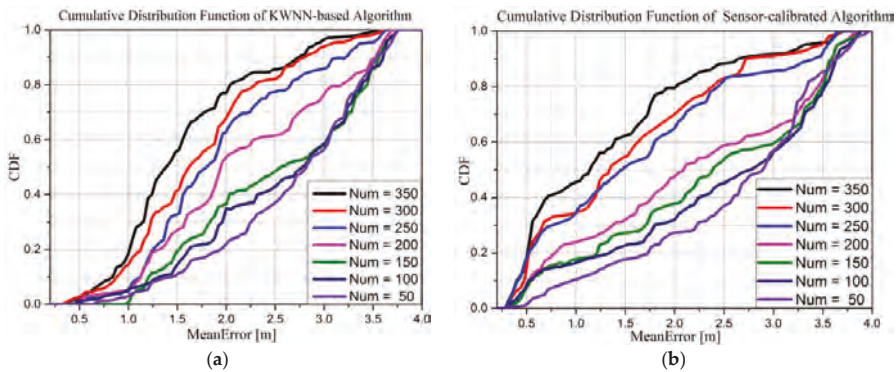 Cumulative Distribution Function of KWNN-based Algorithm
1.0
0.8
0.6
0.4
0.2
0.0
CDF
Num = 350
Num = 300
Num = 250
Num = 200
Num = 150
Num = 100
Num = 50
0.5 1.0 1.5 2.0 2.5 3.0 3.5 4.0
MeanError [m]
(a)
Cumulative Distribution Function of Sensor-calibrated Algorithm
1.0
0.8
0.6
0.4
0.2
0.0
CDF
Num = 350
Num = 300
Num = 250
Num = 200
Num = 150
Num = 100
Num = 50
0.5 1.0 1.5 2.0 2.5 3.0 3.5 4.0
MeanError [m]
(b)